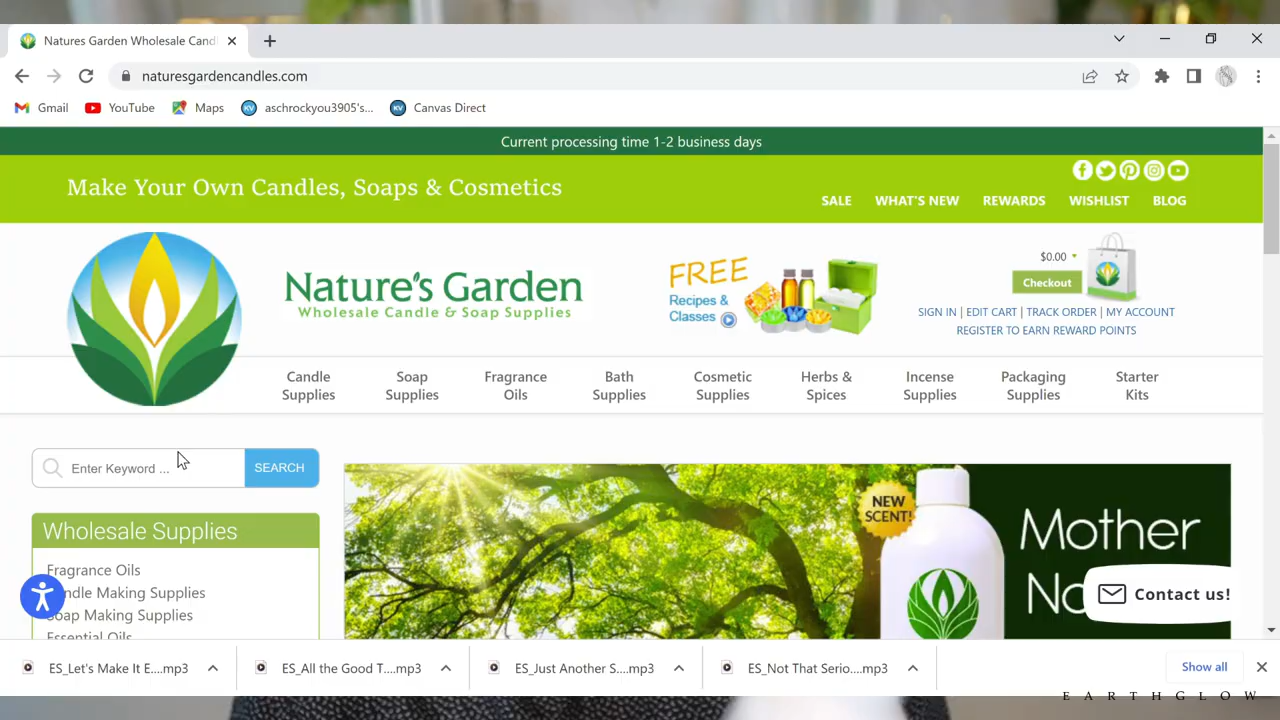 Natures Garden Wholesale Cand
naturesgardencandles.com
Gmail YouTube Maps aschrockyou3905's... Canvas Direct
Current processing time 1-2 business days
Make Your Own Candles, Soaps & Cosmetics
SALE WHAT'S NEW REWARDS WISHLIST BLOG
Nature's Garden
Wholesale Candle & Soap Supplies
FREE
Recipes &
Classes
$0.00
Checkout
SIGN IN | EDIT CART | TRACK ORDER | MY ACCOUNT
REGISTER TO EARN REWARD POINTS
Candle Supplies
Soap Supplies
Fragrance Oils
Bath Supplies
Cosmetic Supplies
Herbs & Spices
Incense Supplies
Packaging Supplies
Starter Kits
Enter Keyword ... SEARCH
Wholesale Supplies
Fragrance Oils
ndle Making Supplies
Soap Making Supplies
Essential Oils
NEW
SCENT!
Mother
Na
Contact us!
ES_Let's Make It E....mp3 ES_All the Good T....mp3 ES_Just Another S....mp3 ES_Not That Serio....mp3 Show all
EARTHGLOW